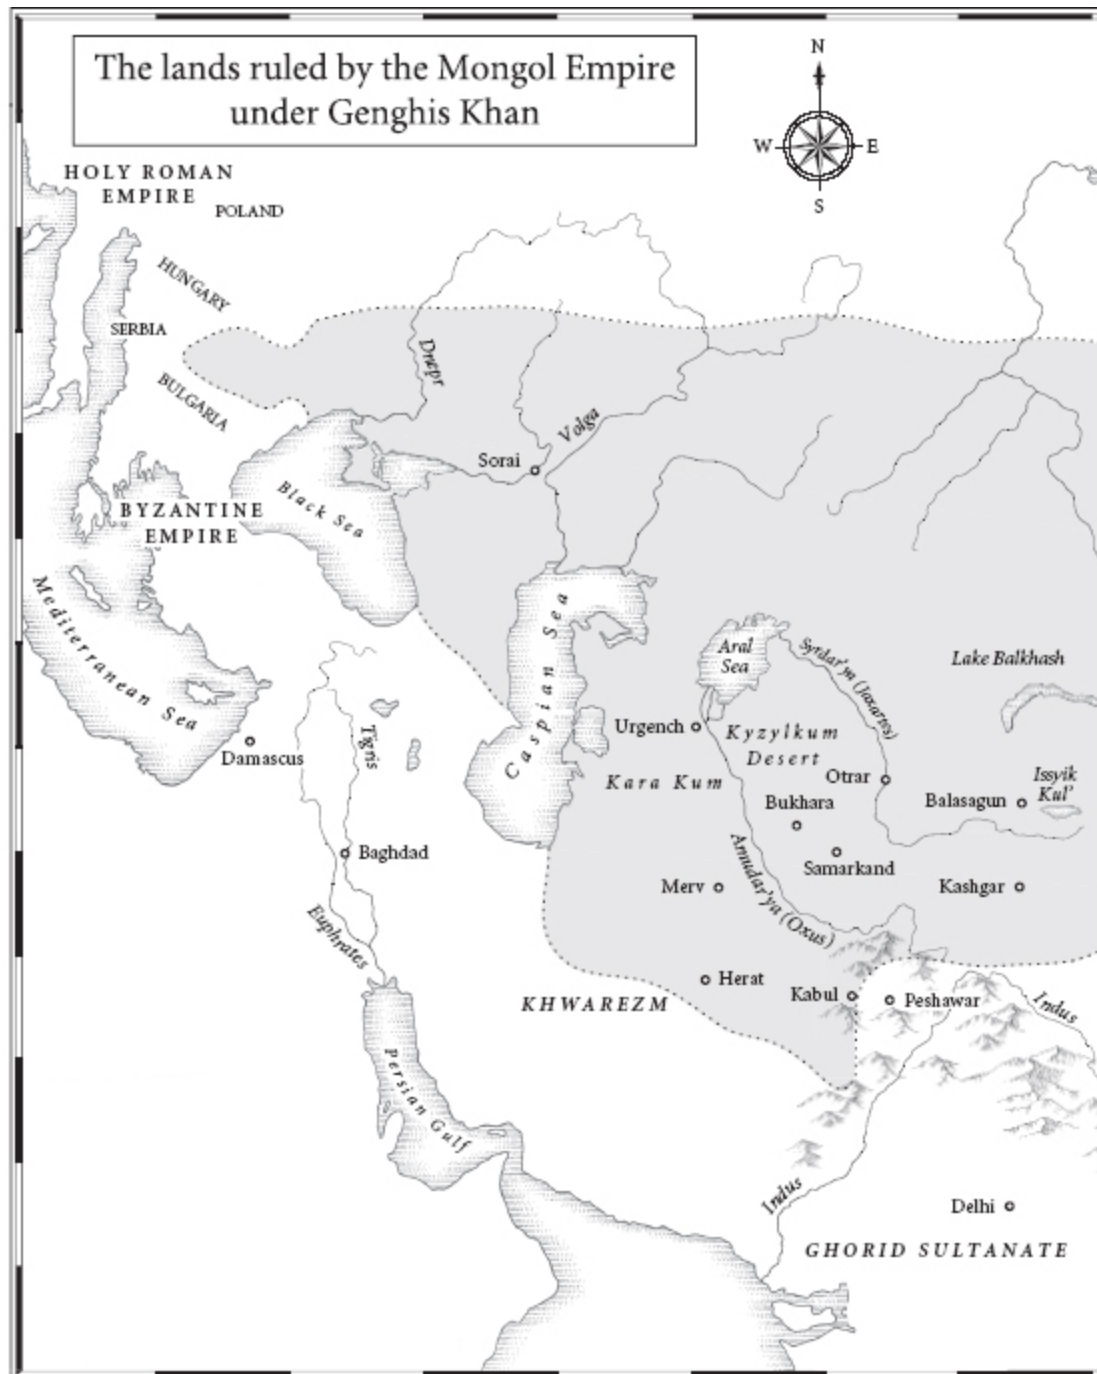 The lands ruled by the Mongol Empire
under Genghis Khan
N
W
E
S
HOLY ROMAN
EMPIRE
POLAND
HUNGARY
SERBIA
BULGARIA
Dnepr
Volga
Sorai
Black Sea
BYZANTINE
EMPIRE
Mediterranean Sea
Caspian Sea
Aral
Sea
Syrdar'ya (Jaxartes)
Lake Balkhash
Urgench
Kyzylkum
Desert
Damascus
Tigris
Kara Kum
Otrar
Issyik
Kul'
Bukhara
Balasagun
Baghdad
Samarkand
Merv
Amudar'ya (Oxus)
Kashgar
Euphrates
Herat
Kabul
Peshawar
Indus
KHWAREZM
Persian Gulf
Indus
Delhi
GHORID SULTANATE